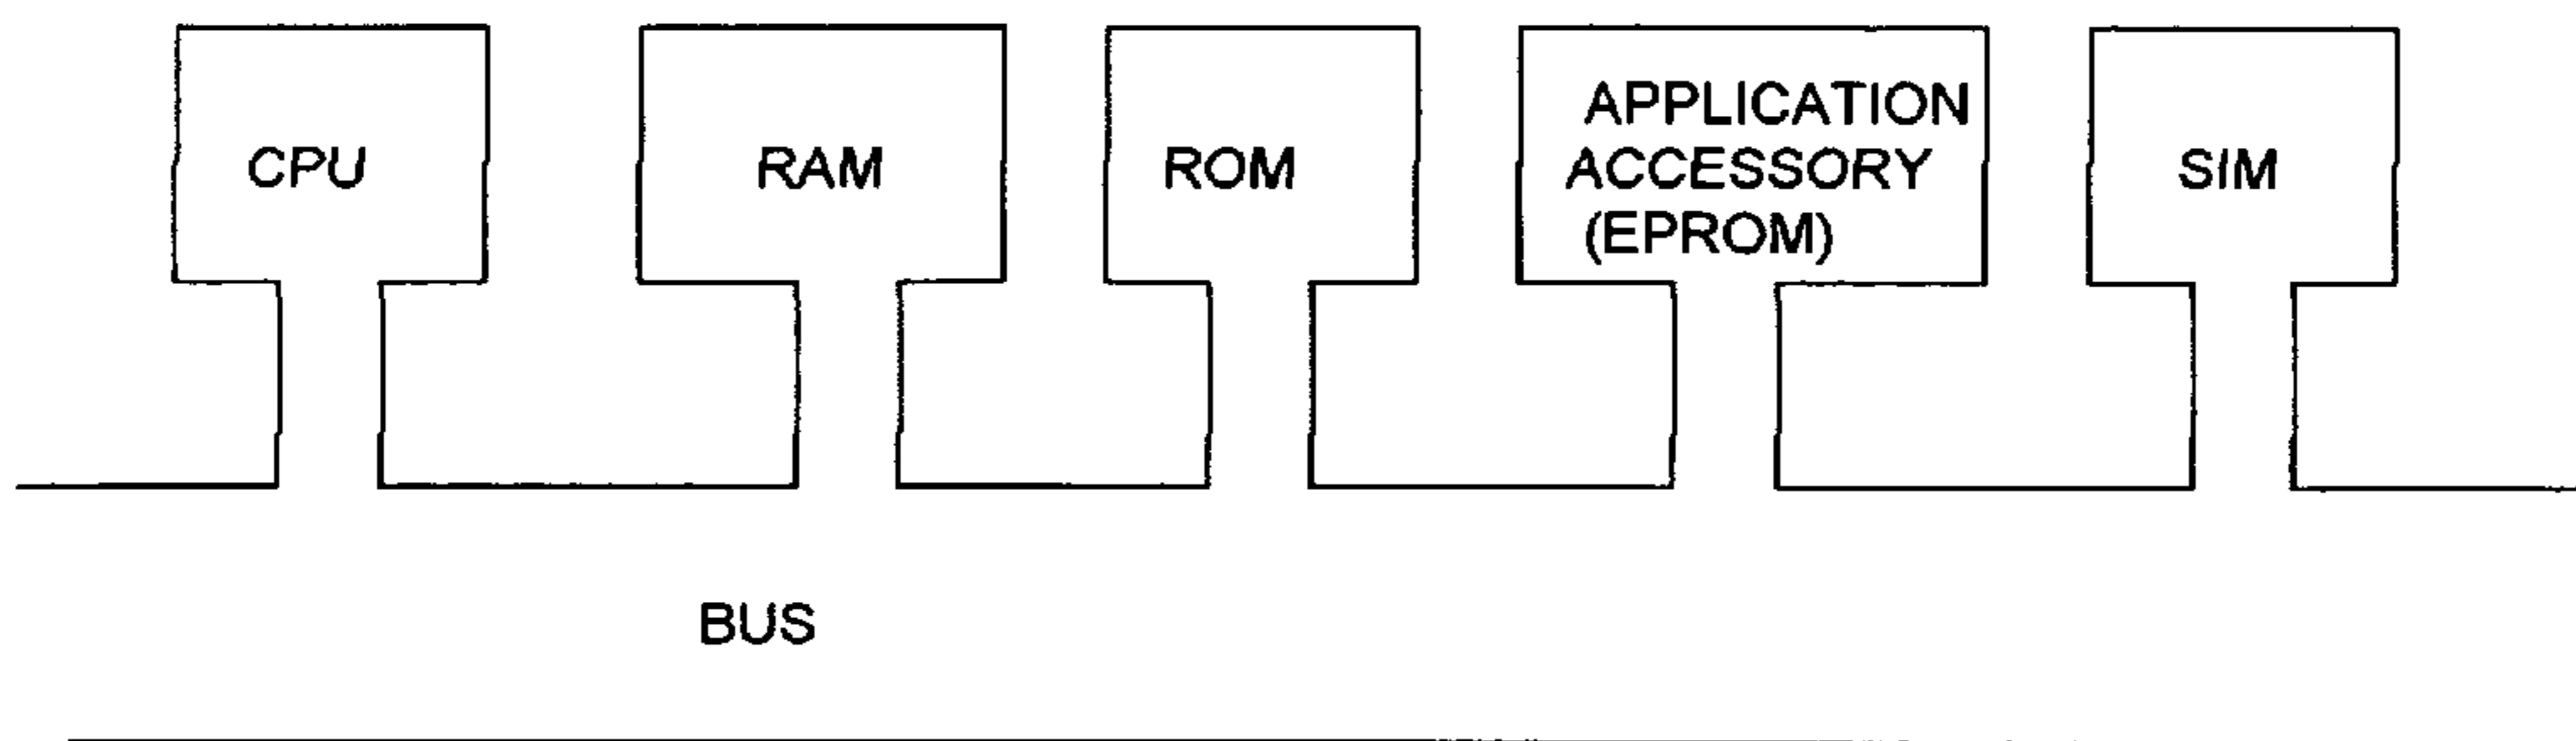 CPU
RAM
ROM
APPLICATION
ACCESSORY
(EPROM)
SIM
BUS